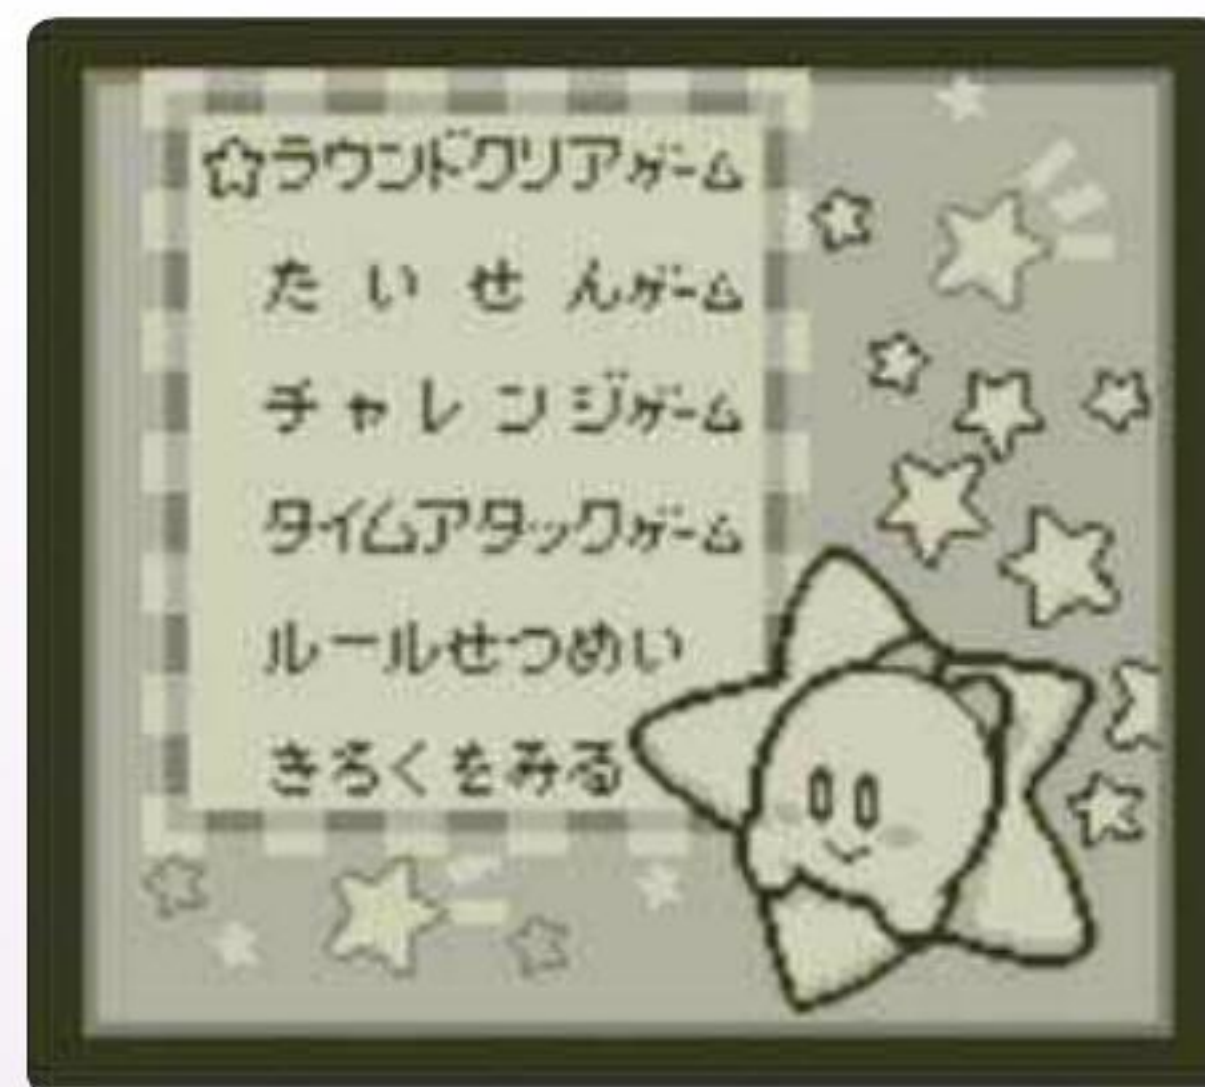 ☆ラウンドクリアゲーム
たいせんゲーム
チャレンジゲーム
タイムアタックゲーム
ルールせつめい
きろくをみる